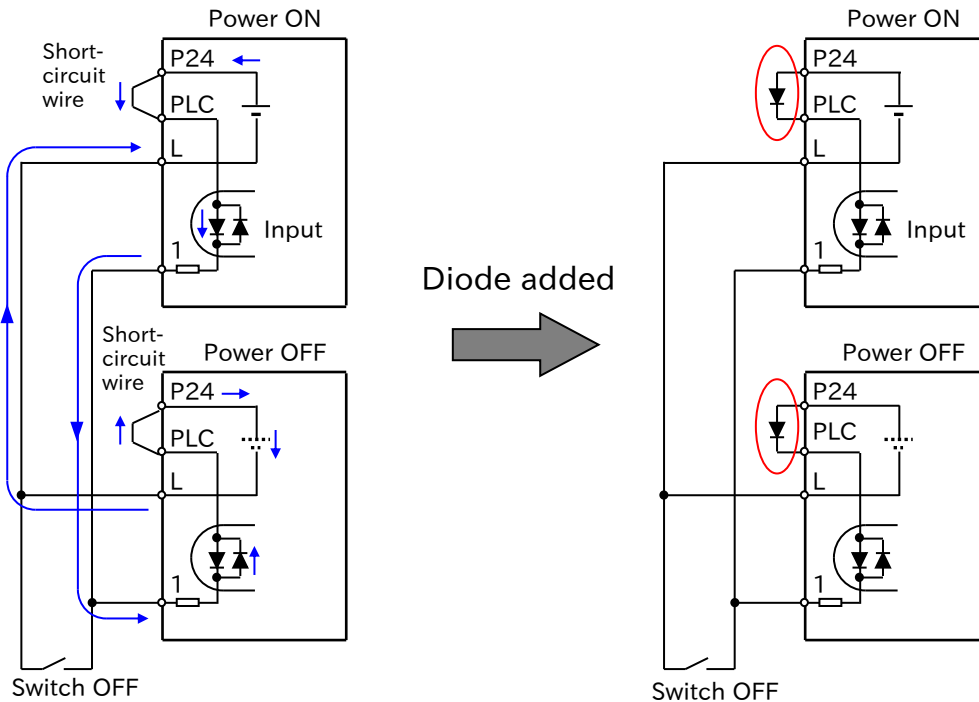 Power ON
Short-
circuit
wire
P24
PLC
L
Input
1
Short-
circuit
wire
Power OFF
P24
PLC
L
1
Switch OFF
Diode added
Power ON
P24
PLC
L
Input
1
Power OFF
P24
PLC
L
1
Switch OFF